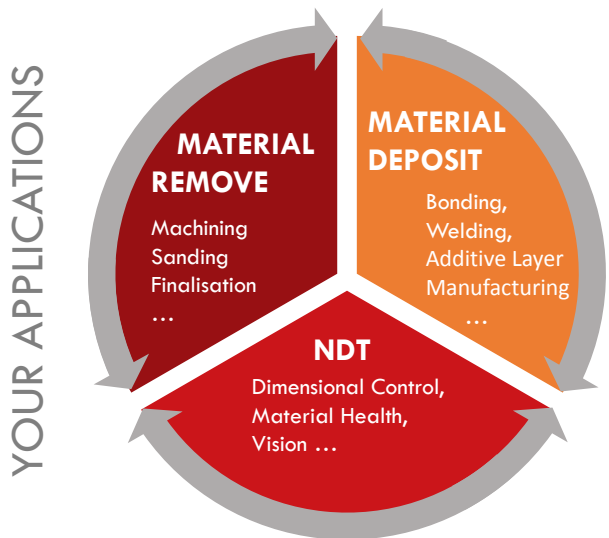 YOUR APPLICATIONS
MATERIAL
REMOVE
Machining
Sanding
Finalisation
…
MATERIAL
DEPOSIT
Bonding,
Welding,
Additive Layer
Manufacturing
…
NDT
Dimensional Control,
Material Health,
Vision …